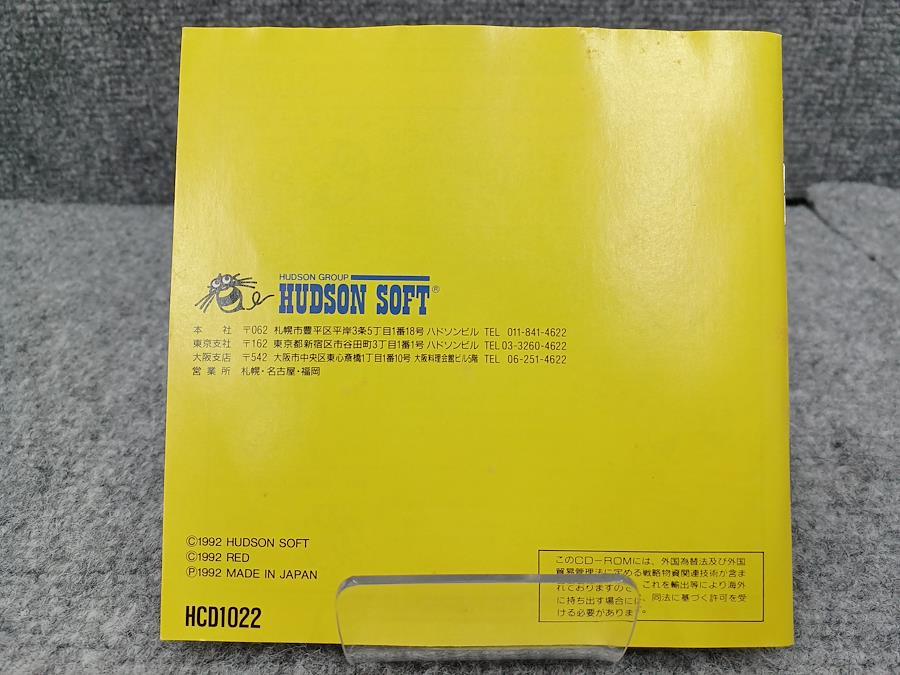 HUDSON GROUP
HUDSON SOFT®
本社 〒062 札幌市豊平区平岸3条5丁目1番18号 ハドソンビル TEL 011-841-4622
東京支社 〒162 東京都新宿区市谷田町3丁目1番1号 ハドソンビル TEL 03-3260-4622
大阪支店 〒542 大阪市中央区東心斎橋1丁目1番10号 大阪料理会館ビル5階 TEL 06-251-4622
営業所 札幌・名古屋・福岡
©1992 HUDSON SOFT
©1992 RED
℗1992 MADE IN JAPAN
HCD1022
このCD-ROMには、外国為替法及び外国
貿易管理法に定める戦略物資関連技術が含ま
れておりますので、これを輸出等により海外
に持ち出す場合には、同法に基づく許可を受
ける必要があります。